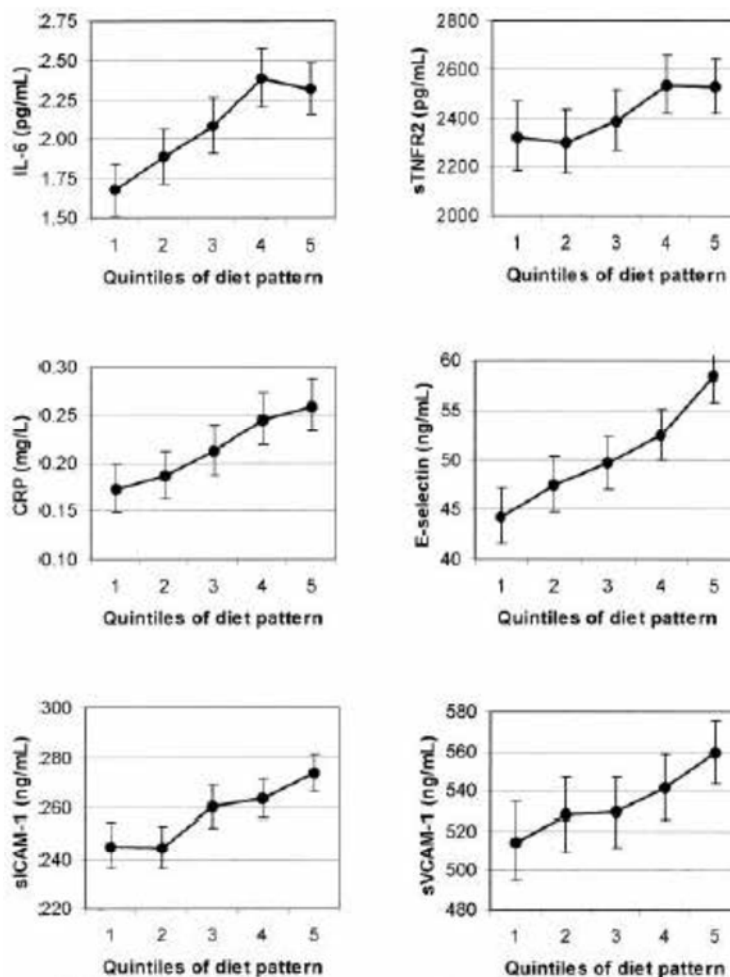 2.75
2.50
2.25
2.00
1.75
1.50
IL-6 (pg/mL)
1 2 3 4 5
Quintiles of diet pattern
2800
2600
2400
2200
2000
sTNFR2 (pg/mL)
1 2 3 4 5
Quintiles of diet pattern
0.30
0.25
0.20
0.15
0.10
CRP (mg/L)
1 2 3 4 5
Quintiles of diet pattern
60
55
50
45
40
E-selectin (ng/mL)
1 2 3 4 5
Quintiles of diet pattern
300
280
260
240
220
sICAM-1 (ng/mL)
1 2 3 4 5
Quintiles of diet pattern
580
560
540
520
500
480
sVCAM-1 (ng/mL)
1 2 3 4 5
Quintiles of diet pattern